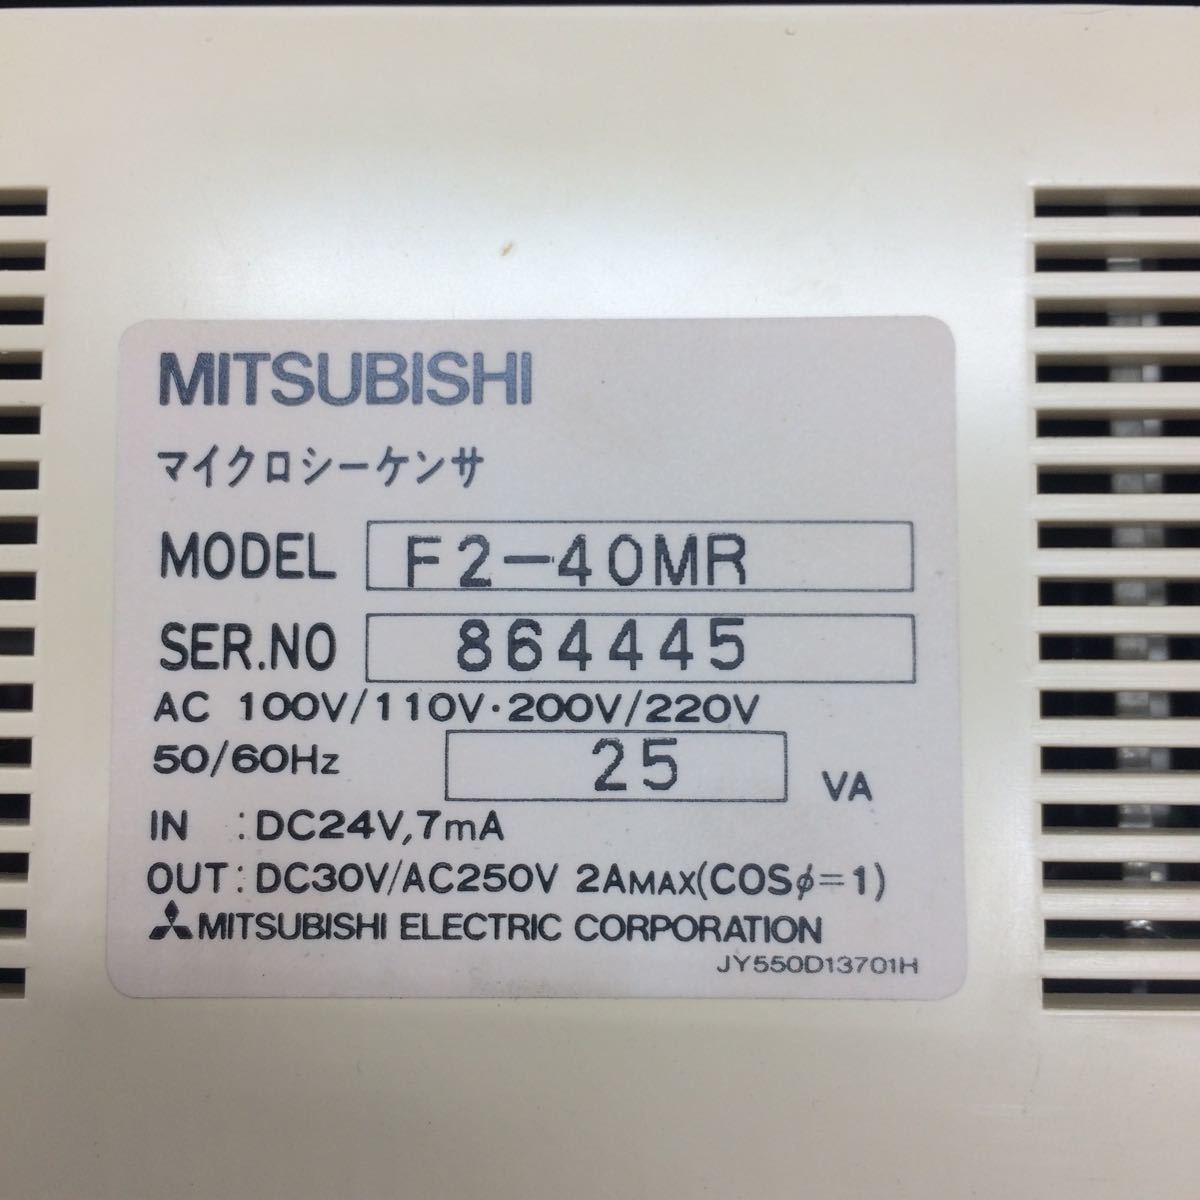 MITSUBISHI
マイクロシーケンサ
MODEL F2-40MR
SER.NO 864445
AC 100V/110V・200V/220V
50/60Hz 25 VA
IN : DC24V, 7mA
OUT : DC30V/AC250V 2AMAX(COSφ=1)
MITSUBISHI ELECTRIC CORPORATION
JY550D13701H